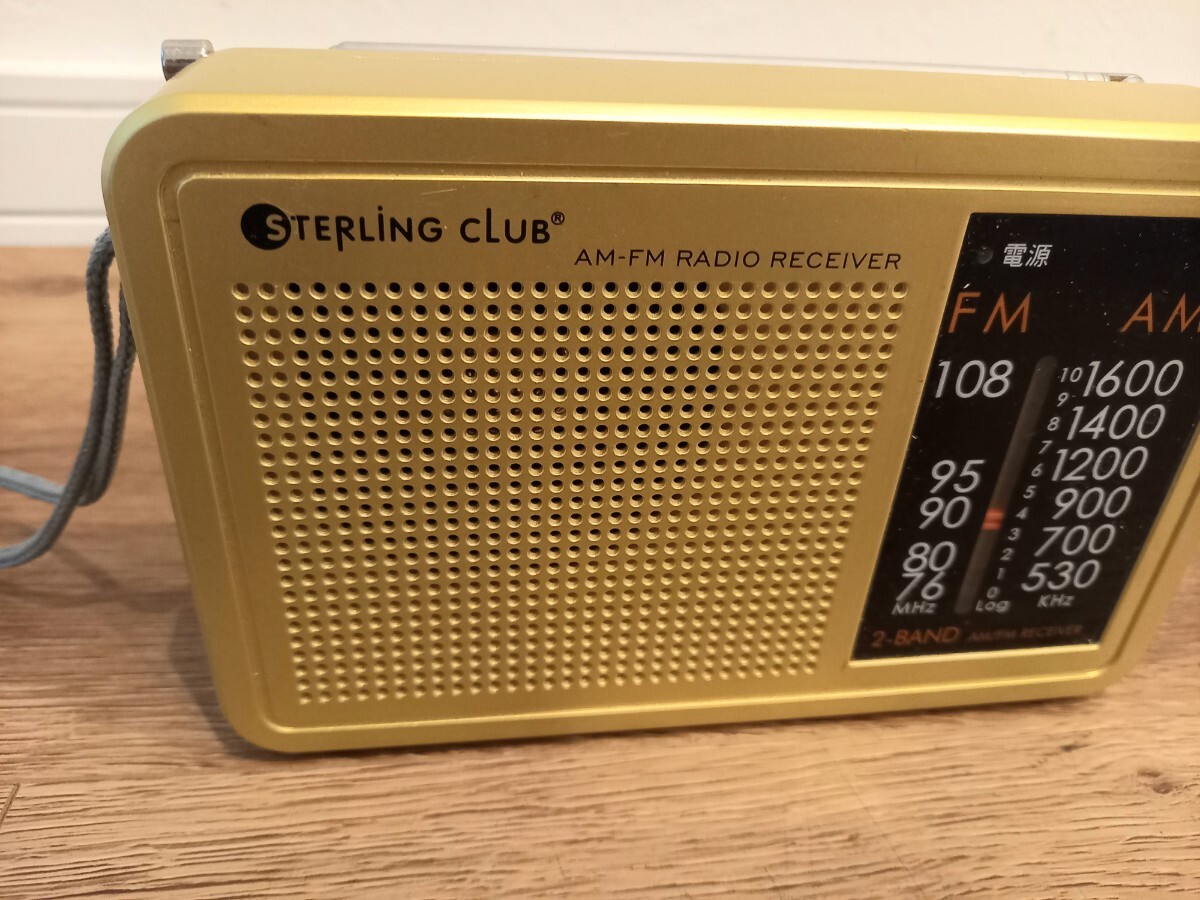 STERLING CLUB®
AM-FM RADIO RECEIVER
電源
FM AM
108 10 1600
9
8 1400
7
95 6 1200
5
90 4 900
3
80 2 700
1
76 0 530
MHz Log KHz
2-BAND AM/FM RECEIVER